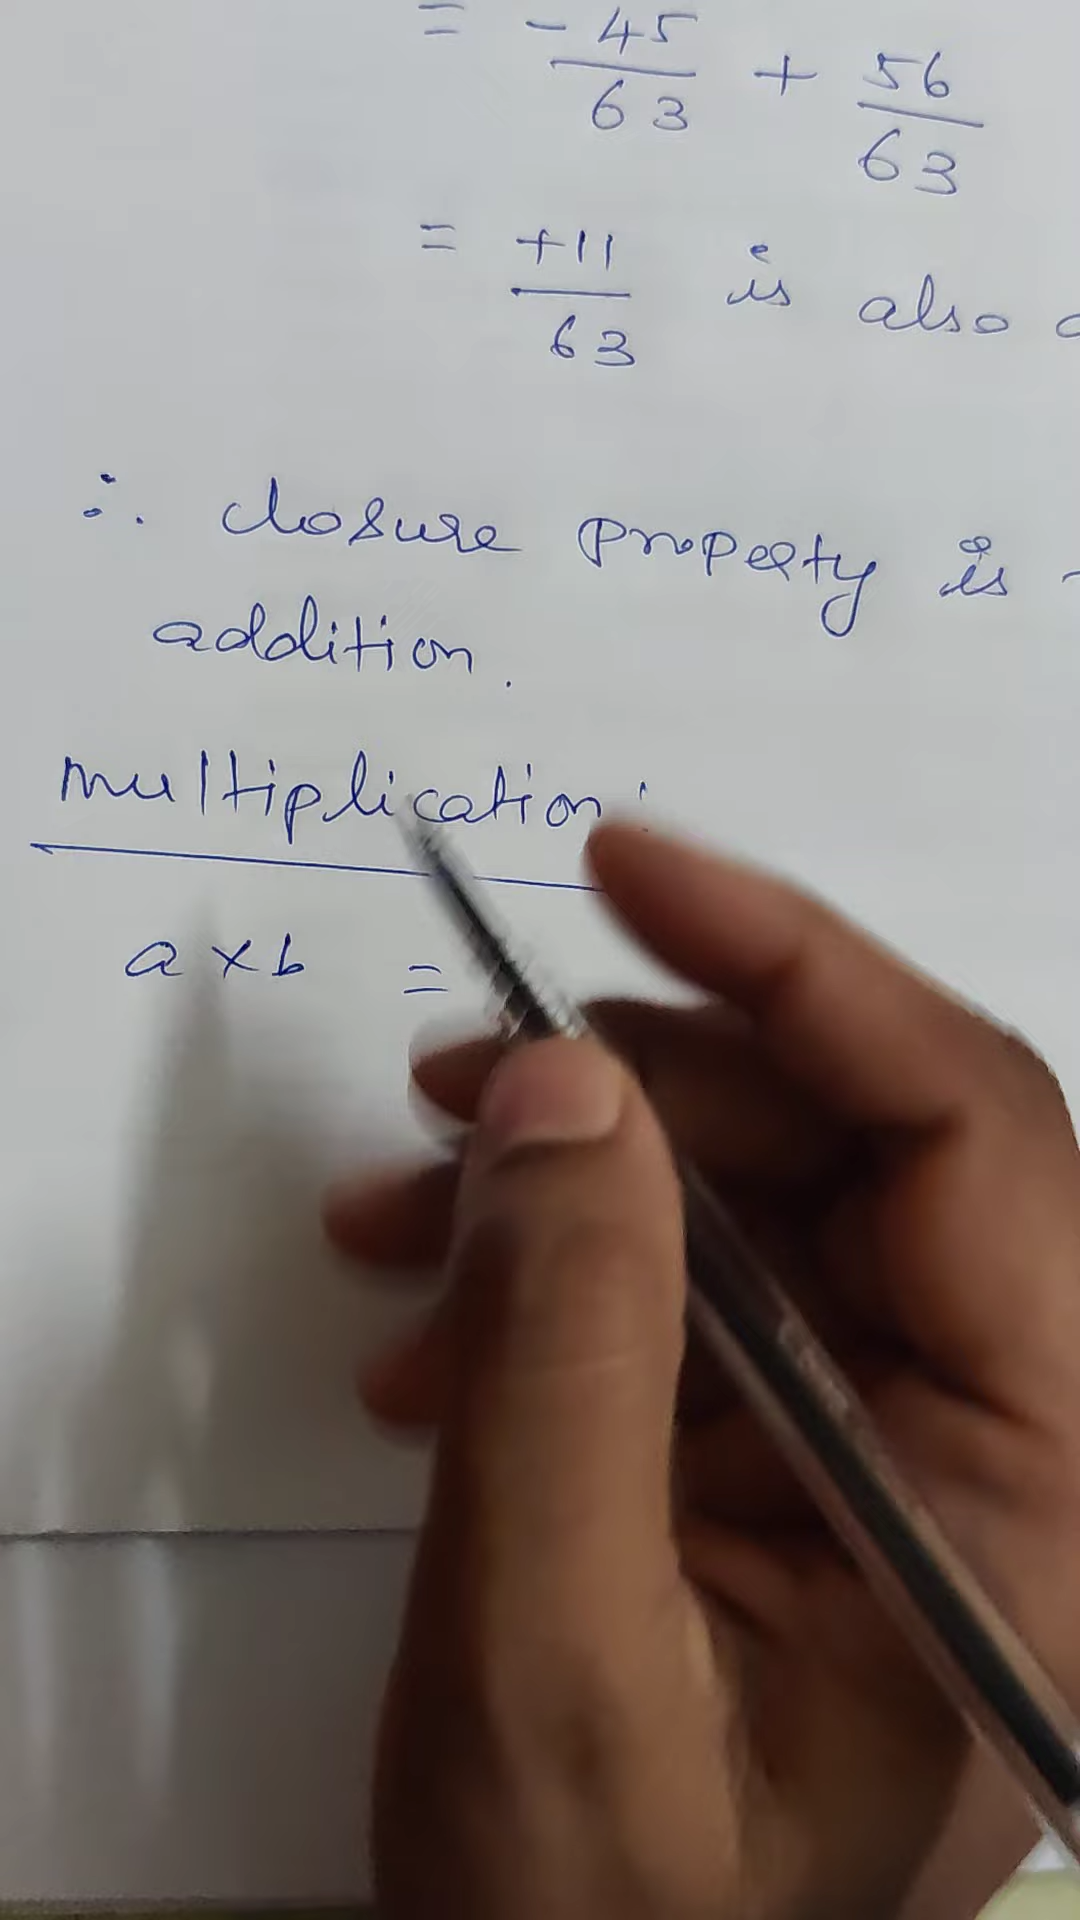 = -45/63 + 56/63
= +11/63 is also
∴ closure property is
addition.
Multiplication:
a × b =